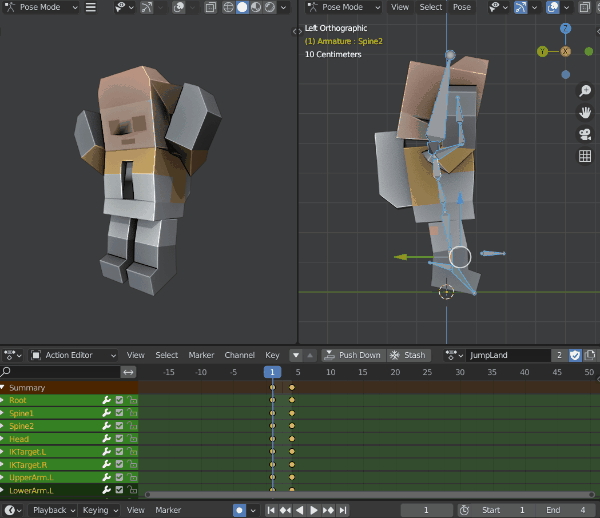 Pose Mode
Pose Mode View Select Pose
Left Orthographic
(1) Armature : Spine2
10 Centimeters
Z
Y
X
Action Editor View Select Marker Channel Key Push Down Stash JumpLand 2
-15 -10 -5 1 5 10 15 20 25 30 35 40 45 50
Summary
Root
Spine1
Spine2
Head
IKTarget.L
IKTarget.R
UpperArm.L
LowerArm.L
Playback Keying View Marker 1 Start 1 End 4